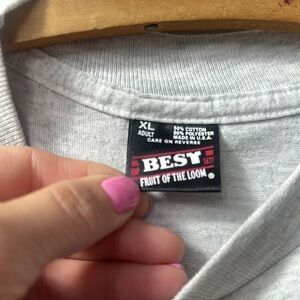 XL
ADULT
50% COTTON
50% POLYESTER
MADE IN U.S.A.
CARE ON REVERSE
BEST
FRUIT OF THE LOOM ®